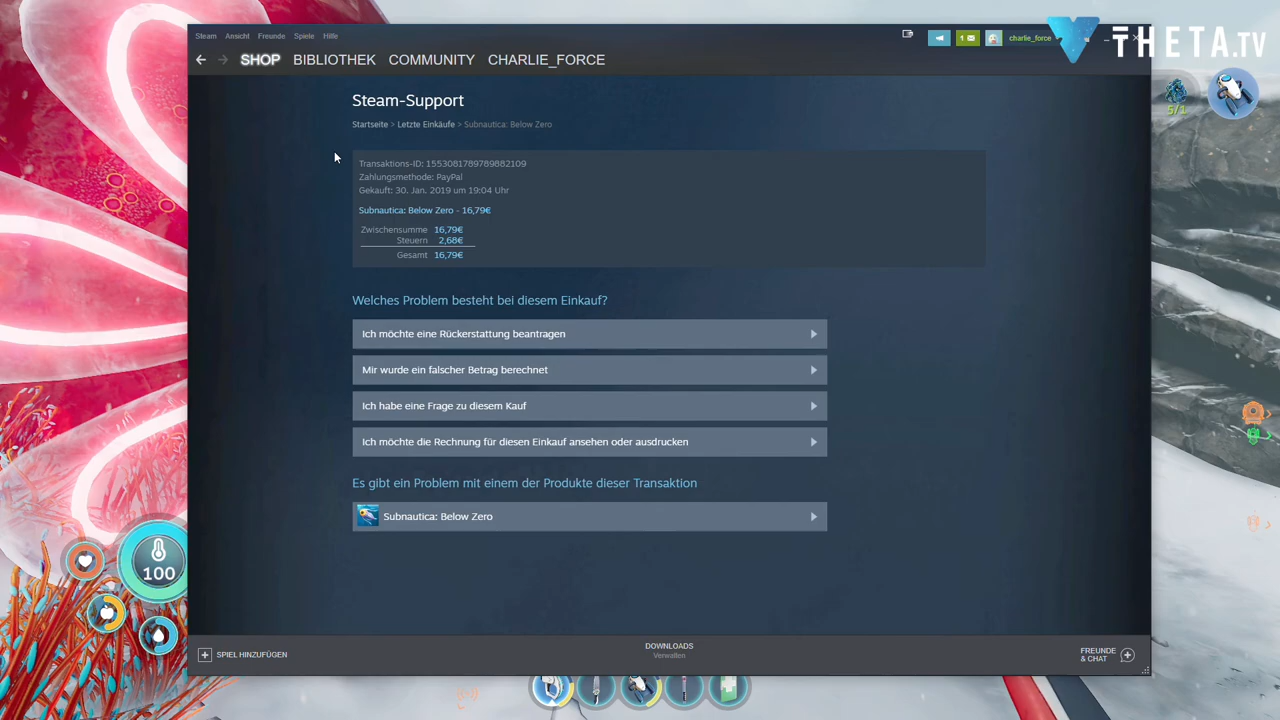 Steam Ansicht Freunde Spiele Hilfe
1
charlie_force
THETA.TV
SHOP BIBLIOTHEK COMMUNITY CHARLIE_FORCE
5/1
Steam-Support
Startseite > Letzte Einkäufe > Subnautica: Below Zero
Transaktions-ID: 1553081789789882109
Zahlungsmethode: PayPal
Gekauft: 30. Jan. 2019 um 19:04 Uhr
Subnautica: Below Zero - 16,79€
Zwischensumme 16,79€
Steuern 2,68€
Gesamt 16,79€
Welches Problem besteht bei diesem Einkauf?
Ich möchte eine Rückerstattung beantragen
Mir wurde ein falscher Betrag berechnet
Ich habe eine Frage zu diesem Kauf
Ich möchte die Rechnung für diesen Einkauf ansehen oder ausdrucken
Es gibt ein Problem mit einem der Produkte dieser Transaktion
Subnautica: Below Zero
100
SPIEL HINZUFÜGEN
DOWNLOADS
Verwalten
FREUNDE
& CHAT